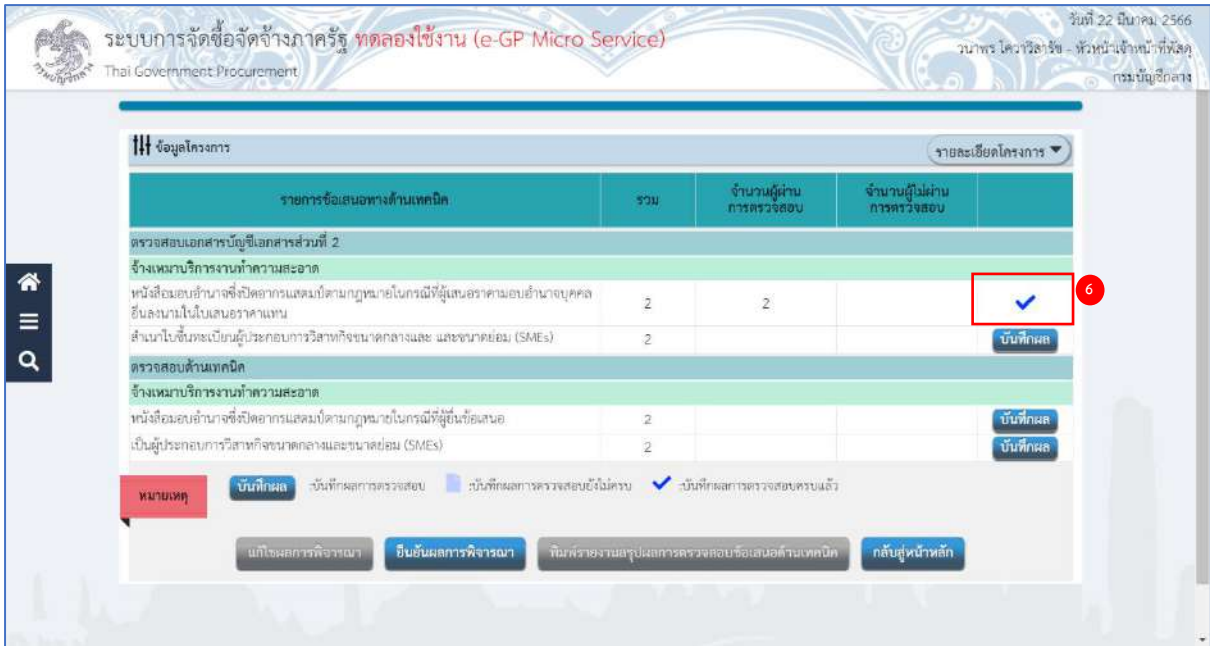 ระบบการจัดซื้อจัดจ้างภาครัฐ ทดลองใช้งาน (e-GP Micro Service)
Thai Government Procurement
วันที่ 22 มีนาคม 2566
วนาพร โควาวิสารัช - หัวหน้าเจ้าหน้าที่พัสดุ
กรมบัญชีกลาง
ข้อมูลโครงการ
รายละเอียดโครงการ
รายการข้อเสนอทางด้านเทคนิค รวม จำนวนผู้ผ่านการตรวจสอบ จำนวนผู้ไม่ผ่านการตรวจสอบ
ตรวจสอบเอกสารบัญชีเอกสารส่วนที่ 2
จ้างเหมาบริการงานทำความสะอาด
หนังสือมอบอำนาจซึ่งปิดอากรแสตมป์ตามกฎหมายในกรณีที่ผู้เสนอราคามอบอำนาจบุคคล
อื่นลงนามในใบเสนอราคาแทน 2 2
6
สำเนาใบขึ้นทะเบียนผู้ประกอบการวิสาหกิจขนาดกลางและ และขนาดย่อม (SMEs) 2 บันทึกผล
ตรวจสอบด้านเทคนิค
จ้างเหมาบริการงานทำความสะอาด
หนังสือมอบอำนาจซึ่งปิดอากรแสตมป์ตามกฎหมายในกรณีที่ผู้ยื่นข้อเสนอ 2 บันทึกผล
เป็นผู้ประกอบการวิสาหกิจขนาดกลางและขนาดย่อม (SMEs) 2 บันทึกผล
หมายเหตุ บันทึกผล :บันทึกผลการตรวจสอบ :บันทึกผลการตรวจสอบยังไม่ครบ :บันทึกผลการตรวจสอบครบแล้ว
แก้ไขผลการพิจารณา ยืนยันผลการพิจารณา พิมพ์รายงานสรุปผลการตรวจสอบข้อเสนอด้านเทคนิค กลับสู่หน้าหลัก